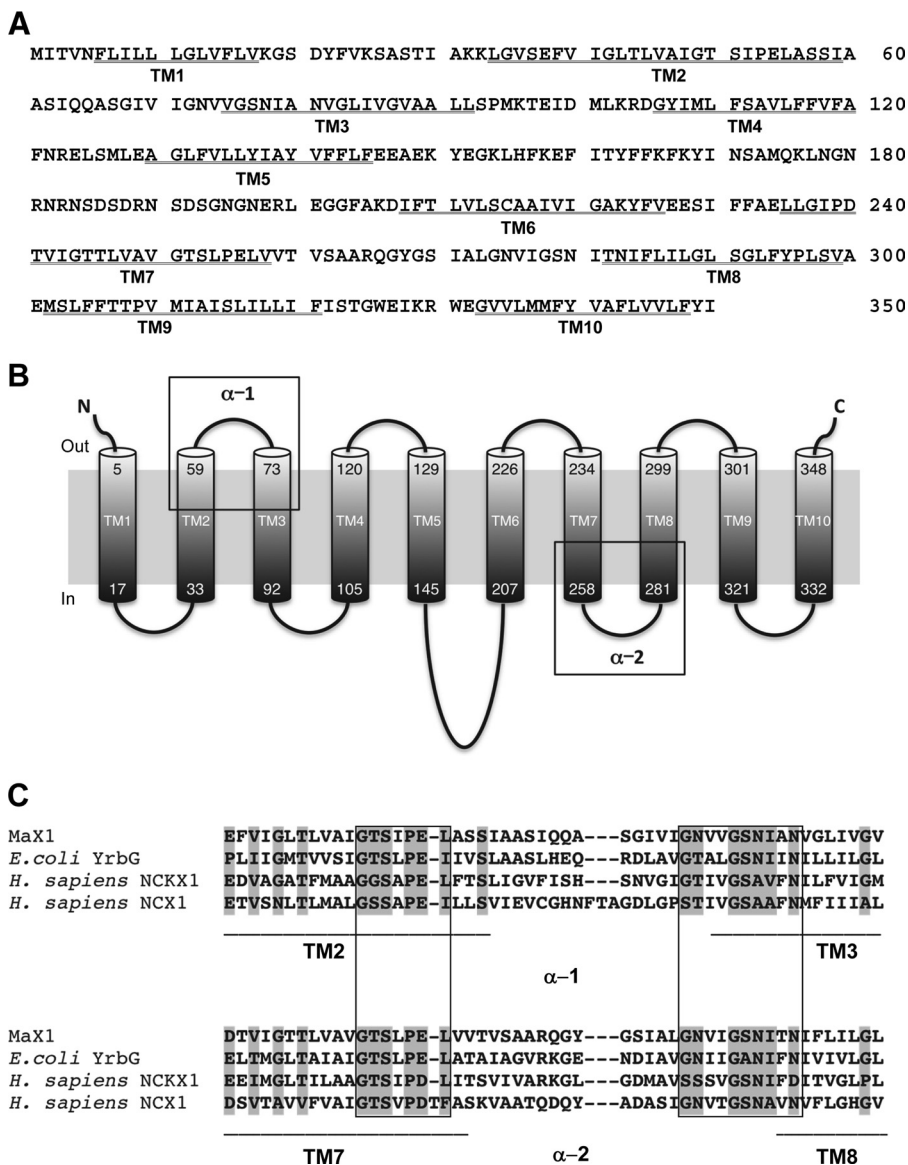 A
MITVNFLILL LGLVFLVKGS DYFVKSASTI AKKLGVSEFV IGLTLVAIGT SIPELASSIA 60
TM1 TM2
ASIQQASGIV IGNVVGSNIA NVGLIVGVAA LLSPMKTEID MLKRDGYIML FSAVLFFVFA 120
TM3 TM4
FNRELSMLEA GLFVLLYIAY VFFLFEEAEK YEGKLHFKEF ITYFFKFKYI NSAMQKLNGN 180
TM5
RNRNSDSDRN SDSGNGNERL EGGFAKDIFT LVLSCAAIVI GAKYFVEESI FFAELLGIPD 240
TM6
TVIGTTLVAV GTSLPELVVT VSAARQGYGS IALGNVIGSNI TNIFLILGL SGLFYPLSVA 300
TM7 TM8
EMSLFFTTPV MIAISLILLI FISTGWEIKR WEGVVLMMFY VAFLVVLFYI 350
TM9 TM10
B
α-1
N C
Out
5 59 73 120 129 226 234 299 301 348
TM1 TM2 TM3 TM4 TM5 TM6 TM7 TM8 TM9 TM10
17 33 92 105 145 207 258 281 321 332
In
α-2
C
MaX1 EFVIGLTLVAIGTSIPE-LASSIAASIQQA---SGIVIGNVVGSNIANVGLIVGV
E.coli YrbG PLIIGMTVVSIGTSLPE-IIVSLAASLHEQ---RDLAVGTALGSNIINILLILGL
H. sapiens NCKX1 EDVAGATFMAAGGSAPE-LFTSLIGVFISH---SNVGIGTIVGSAVFNILFVIGM
H. sapiens NCX1 ETVSNLTLMALGSSAPE-ILLSVIEVCGHNFTAGDLGPSTIVGSAAFNMFIIIAL
TM2 TM3
α-1
MaX1 DTVIGTTLVAVGTSLPE-LVVTVSAARQGY---GSIALGNVIGSNITNIFLILGL
E.coli YrbG ELTMGLTAIAIGTSLPE-LATAIAGVRKGE---NDIAVGNIIGANIFNIVIVLGL
H. sapiens NCKX1 EEIMGLTILAAGTSIPD-LITSVIVARKGL---GDMAVSSSVGSNIFDITVGLPL
H. sapiens NCX1 DSVTAVVFVAIGTSVPDTFASKVAATQDQY---ADASIGNVTGSNAVNVFLGHGV
TM7 α-2 TM8